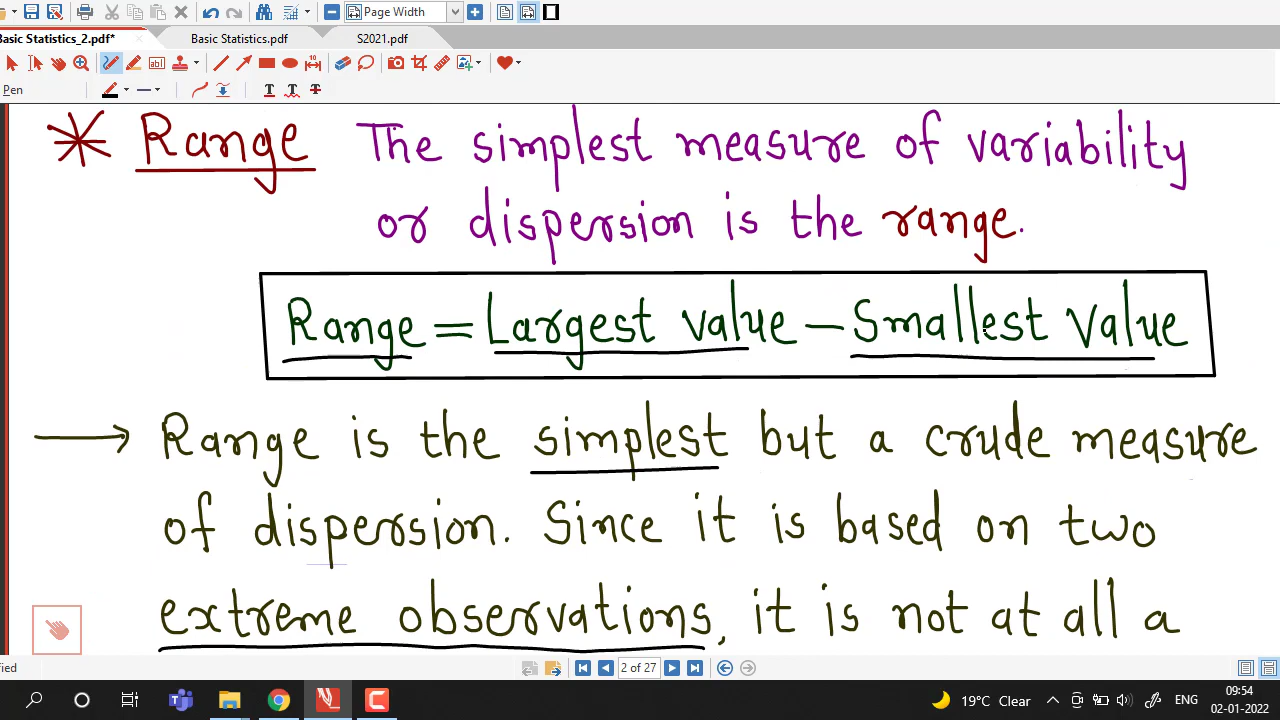 Page Width
Basic Statistics_2.pdf*
Basic Statistics.pdf
S2021.pdf
Pen
* Range The simplest measure of variability
or dispersion is the range.
Range = Largest value – Smallest Value
→ Range is the simplest but a crude measure
of dispersion. Since it is based on two
extreme observations, it is not at all a
fied
2 of 27
ENG
19°C Clear
09:54
02-01-2022